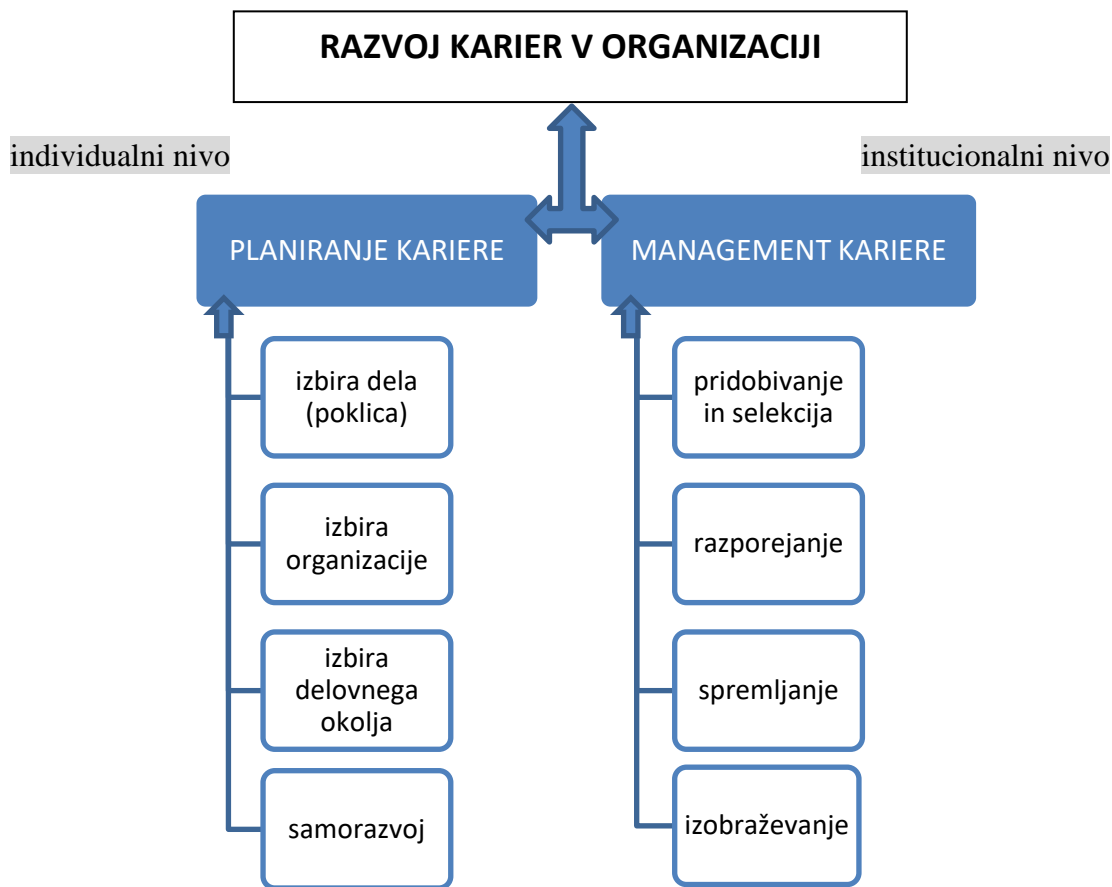 RAZVOJ KARIER V ORGANIZACIJI
individualni nivo
institucionalni nivo
PLANIRANJE KARIERE
MANAGEMENT KARIERE
izbira dela
(poklica)
izbira
organizacije
izbira
delovnega
okolja
samorazvoj
pridobivanje
in selekcija
razporejanje
spremljanje
izobraževanje